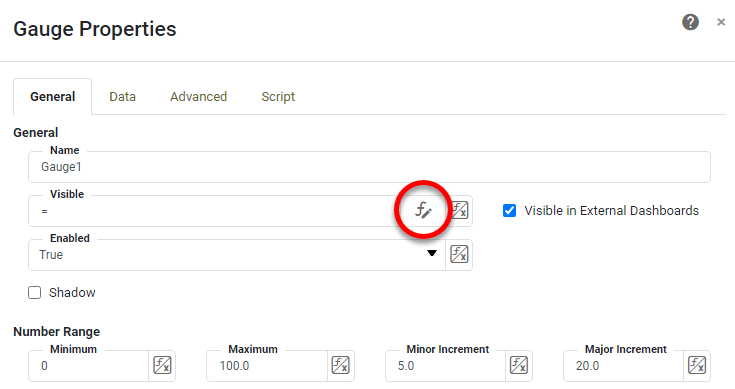 Gauge Properties
General Data Advanced Script
General
Name
Gauge1
Visible
=
Visible in External Dashboards
Enabled
True
Shadow
Number Range
Minimum Maximum Minor Increment Major Increment
0 100.0 5.0 20.0